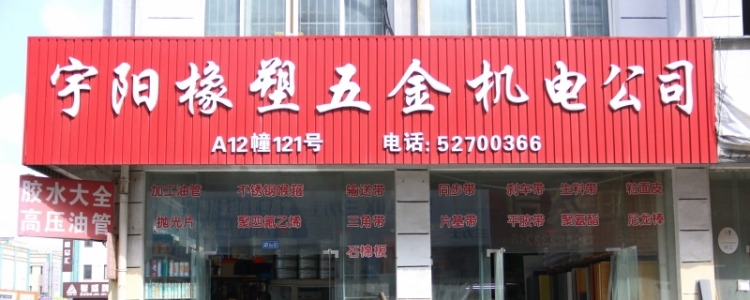 宇阳橡塑五金机电公司
A12幢121号 电话:52700366
胶水大全
高压油管
加工油管 不锈钢喉箍 输送带 同步带 刹车带 生料带 粒面皮
抛光片 聚四氟乙烯 三角带 片基带 平胶带 聚氨酯 尼龙棒
石棉板